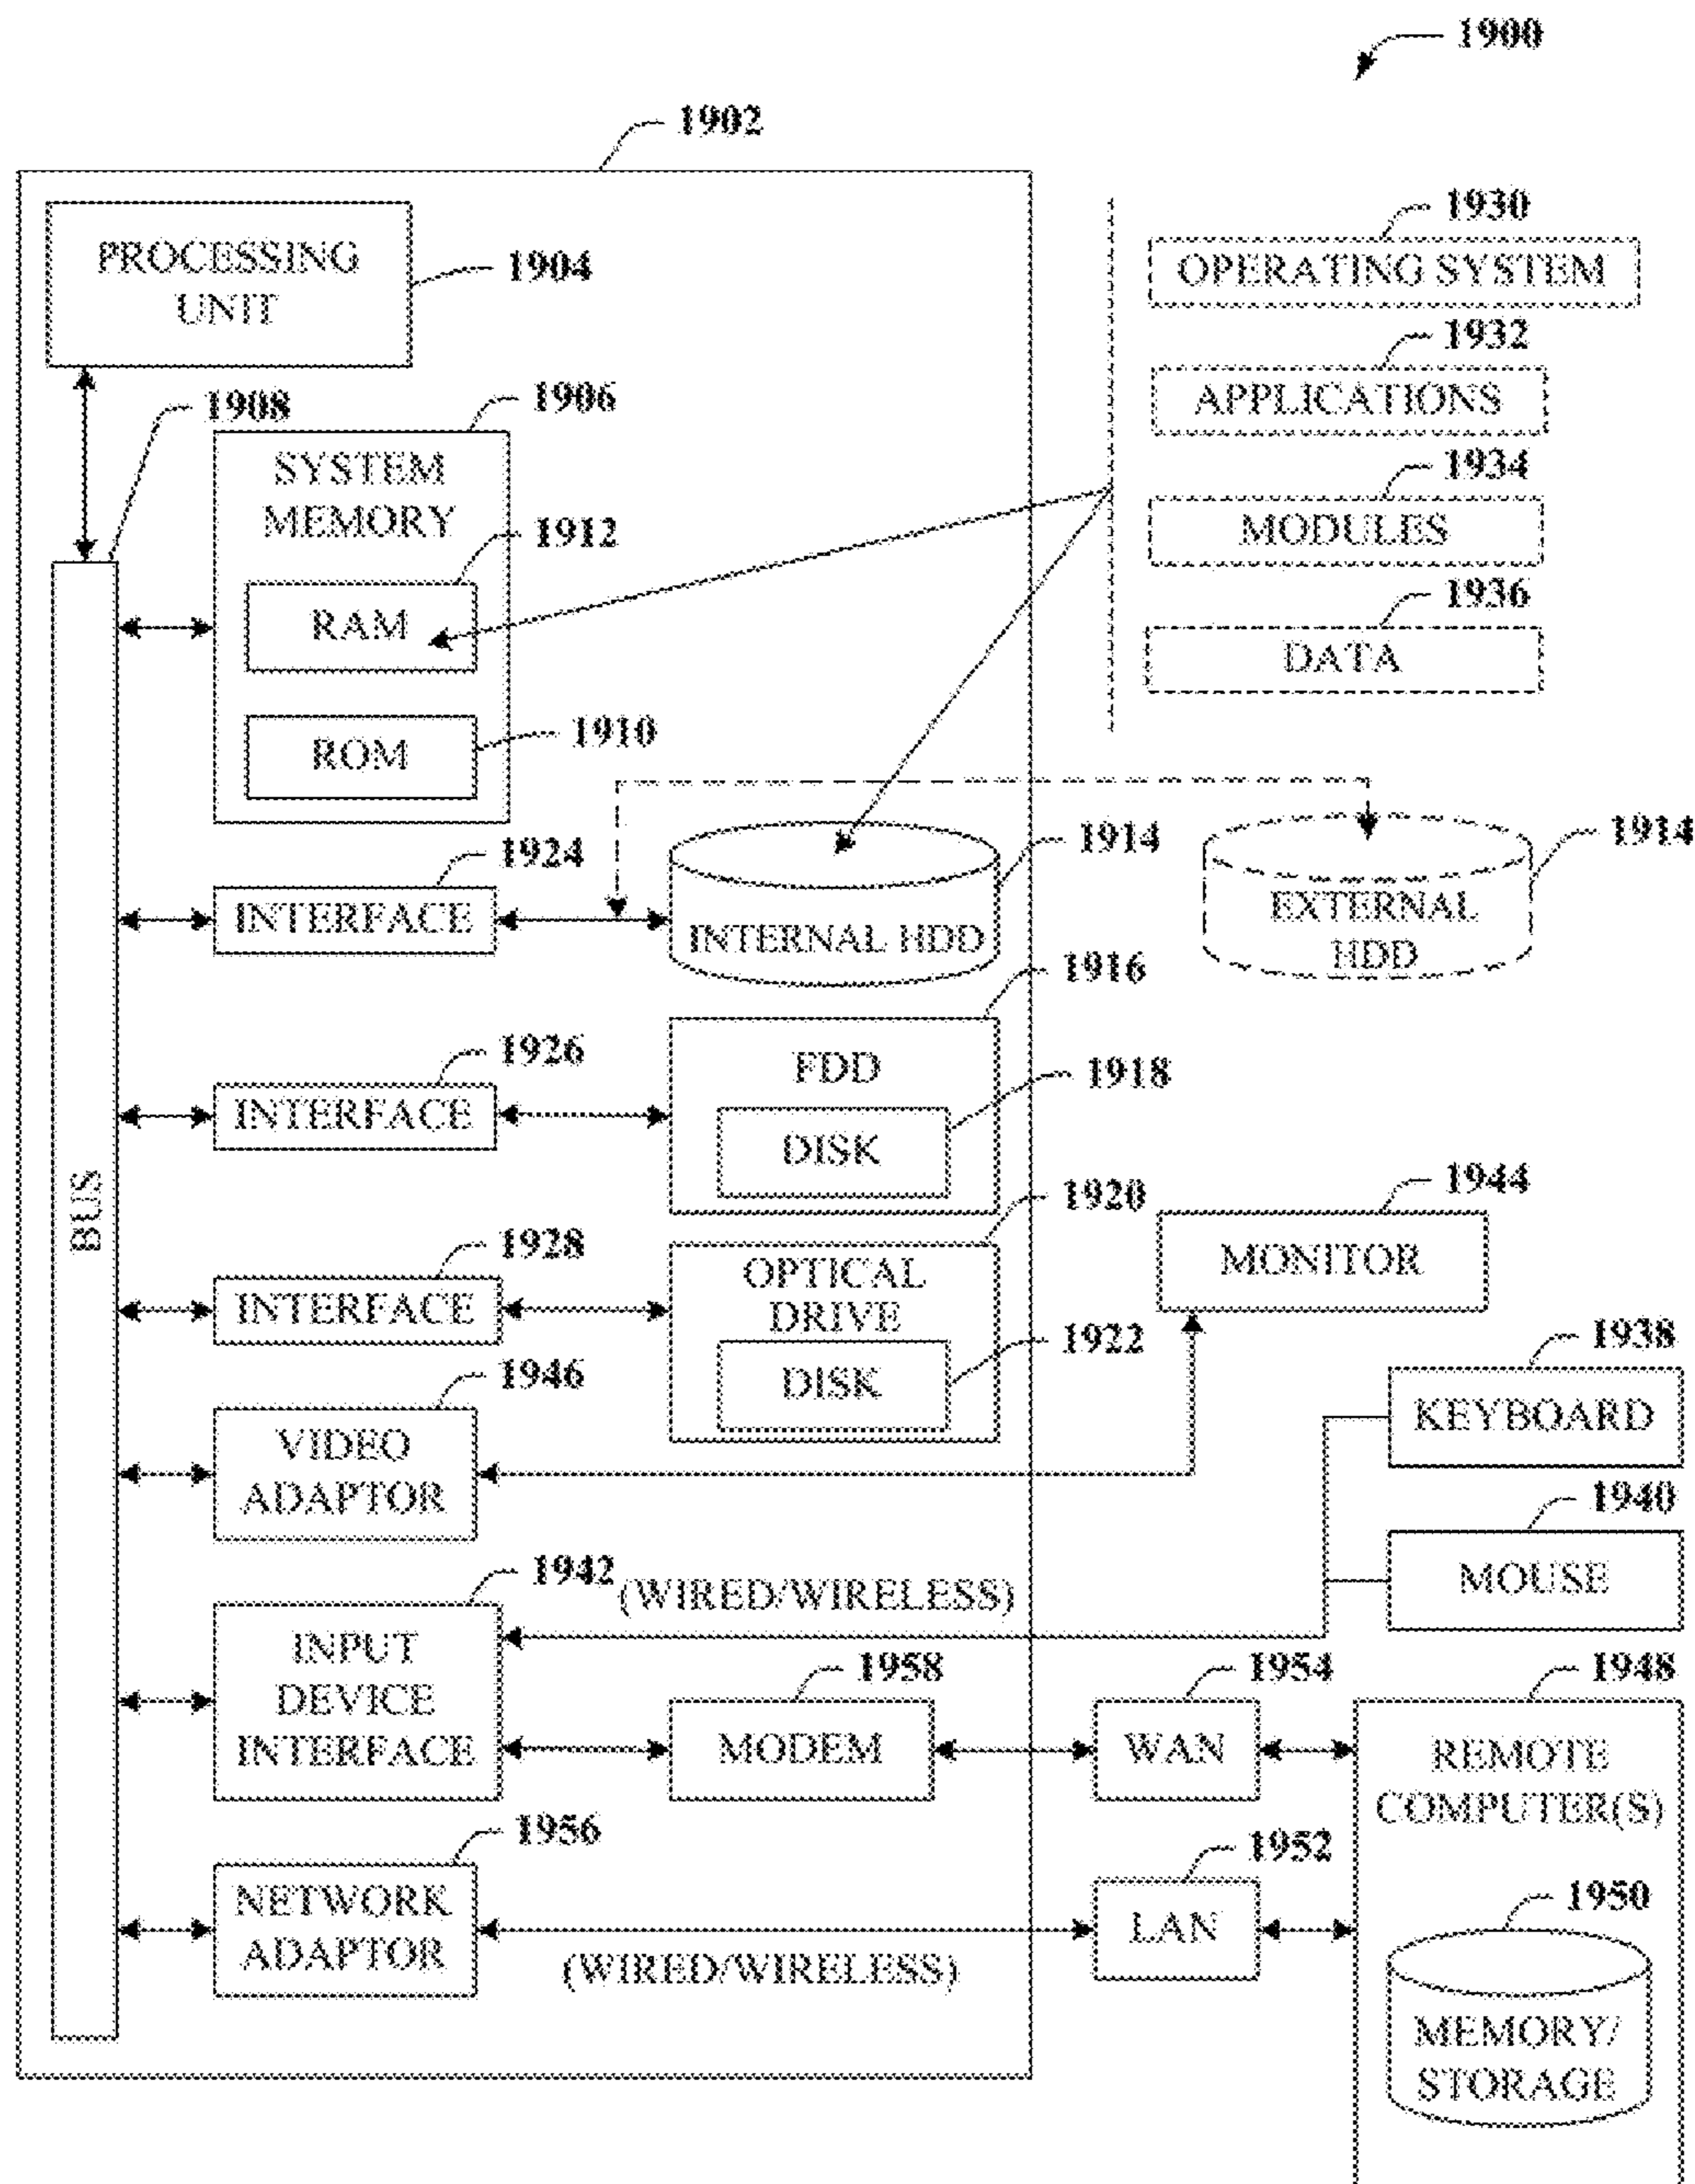 1900
1902
PROCESSING
UNIT
1904
1908
1906
SYSTEM
MEMORY
1912
RAM
1910
ROM
1930
OPERATING SYSTEM
1932
APPLICATIONS
1934
MODULES
1936
DATA
BUS
1924
INTERFACE
1914
INTERNAL HDD
1914
EXTERNAL
HDD
1926
INTERFACE
1916
FDD
1918
DISK
1928
INTERFACE
1920
OPTICAL
DRIVE
1922
DISK
1944
MONITOR
1946
VIDEO
ADAPTOR
1938
KEYBOARD
1940
MOUSE
1942
(WIRED/WIRELESS)
INPUT
DEVICE
INTERFACE
1958
MODEM
1954
WAN
1948
REMOTE
COMPUTER(S)
1956
NETWORK
ADAPTOR
(WIRED/WIRELESS)
1952
LAN
1950
MEMORY/
STORAGE